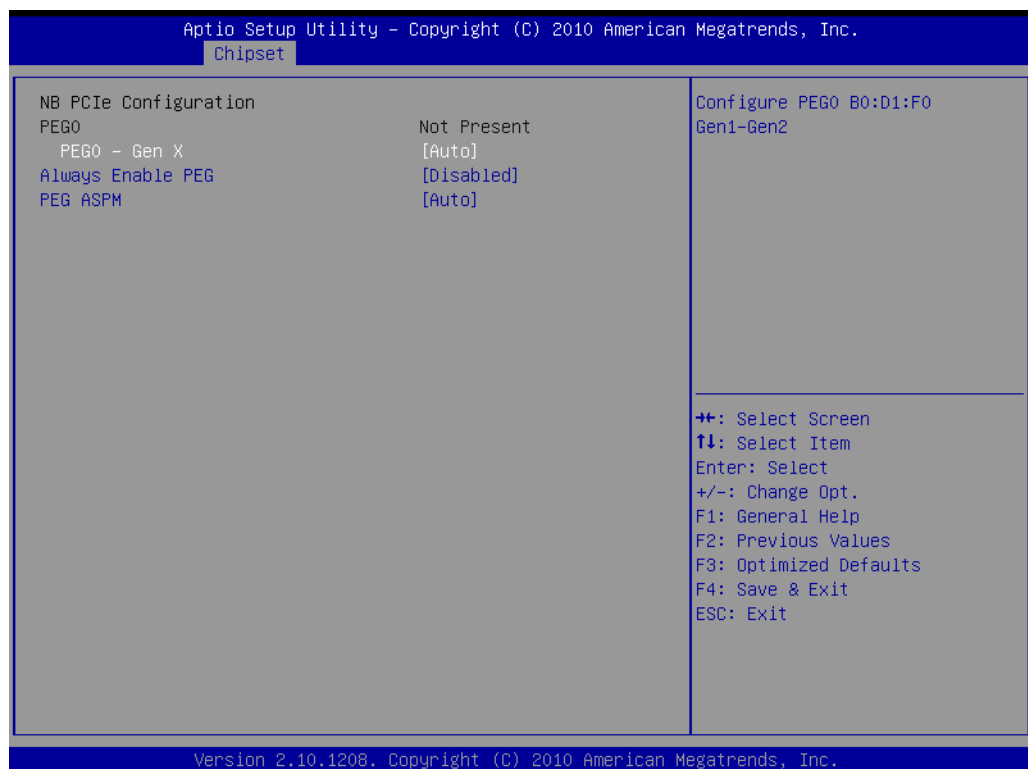 Aptio Setup Utility – Copyright (C) 2010 American Megatrends, Inc.
Chipset
NB PCIe Configuration
PEG0 Not Present
PEG0 – Gen X [Auto]
Always Enable PEG [Disabled]
PEG ASPM [Auto]
Configure PEG0 B0:D1:F0
Gen1-Gen2
→←: Select Screen
↑↓: Select Item
Enter: Select
+/-: Change Opt.
F1: General Help
F2: Previous Values
F3: Optimized Defaults
F4: Save & Exit
ESC: Exit
Version 2.10.1208. Copyright (C) 2010 American Megatrends, Inc.